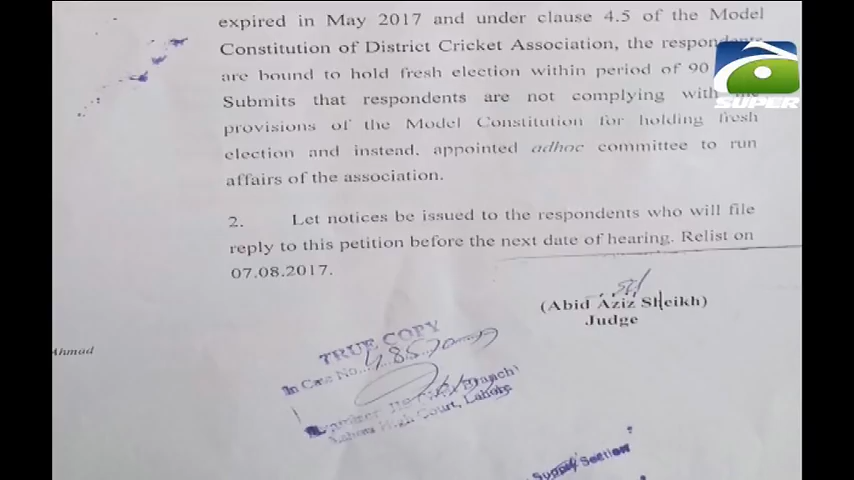 expired in May 2017 and under clause 4.5 of the Model
Constitution of District Cricket Association, the respondents
are bound to hold fresh election within period of 90
Submits that respondents are not complying with the
provisions of the Model Constitution for holding fresh
election and instead, appointed adhoc committee to run
affairs of the association.
2. Let notices be issued to the respondents who will file
reply to this petition before the next date of hearing. Relist on
07.08.2017.
(Abid Aziz Sheikh)
Judge
Ahmad
TRUE COPY
In Case No.
Branch)
Lahore High Court, Lahore
Supply Section
SUPER